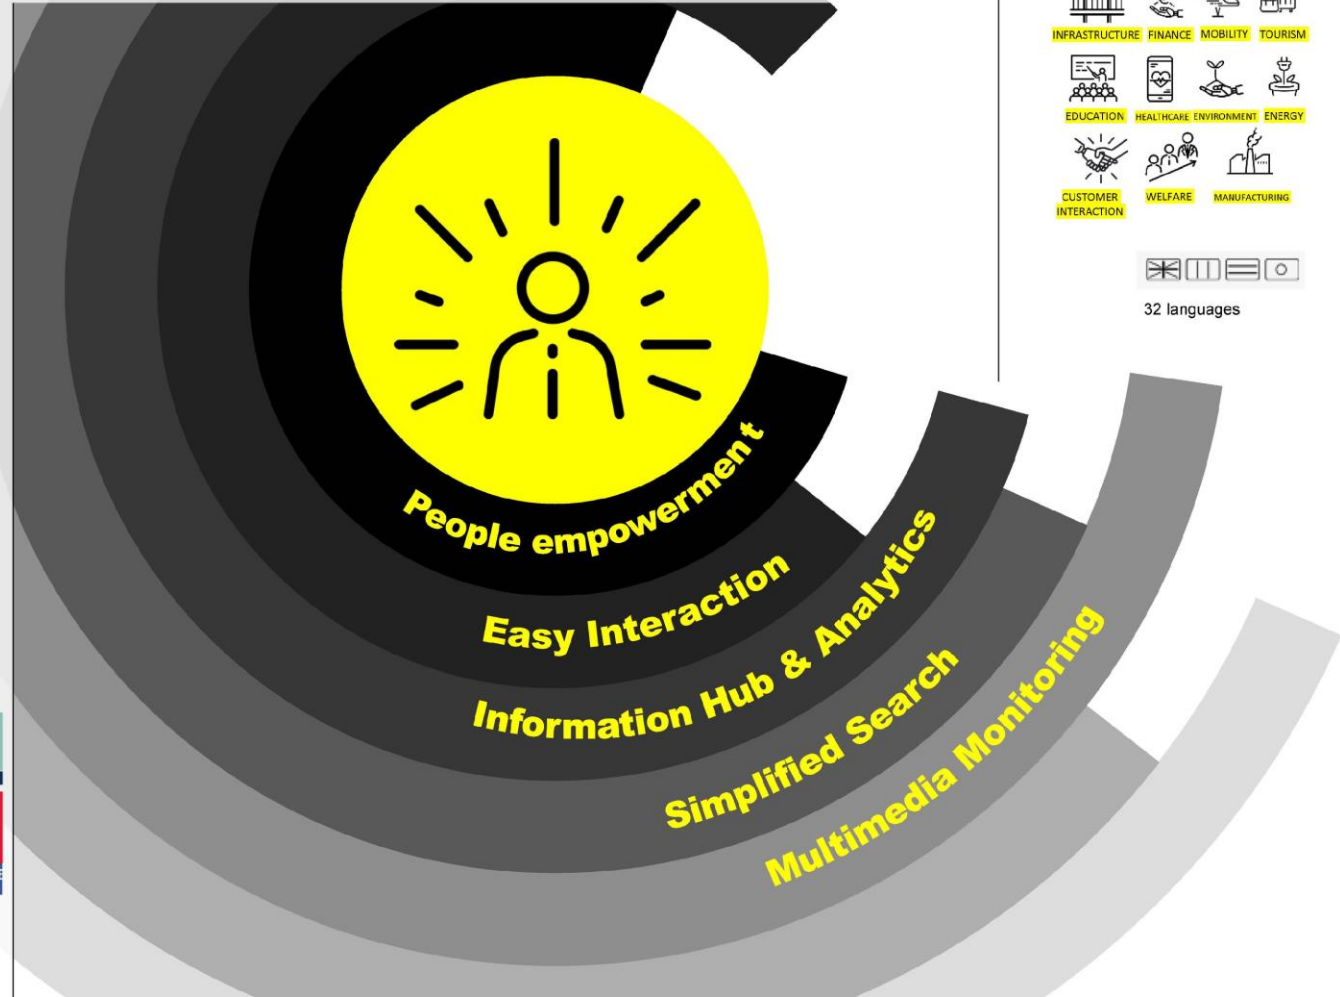 INFRASTRUCTURE FINANCE MOBILITY TOURISM
EDUCATION HEALTHCARE ENVIRONMENT ENERGY
CUSTOMER INTERACTION WELFARE MANUFACTURING
32 languages
People empowerment
Easy Interaction
Information Hub & Analytics
Simplified Search
Multimedia Monitoring